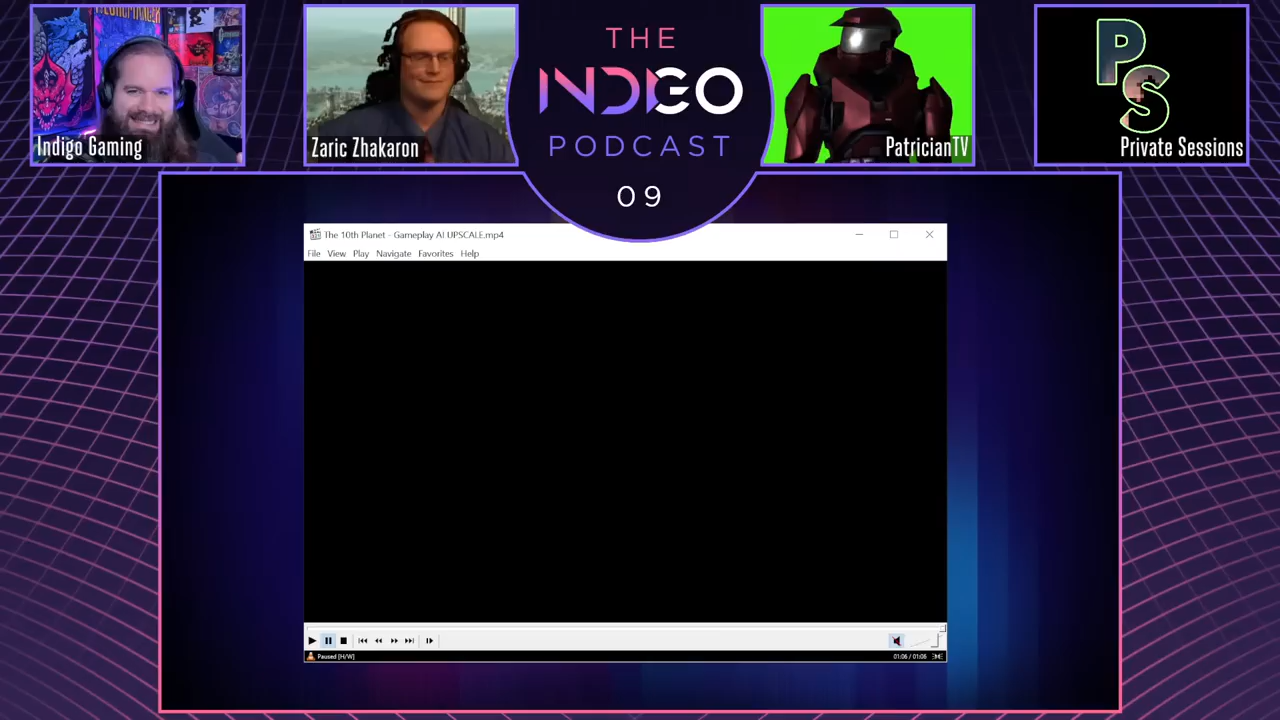 THE
INDIGO
PODCAST
09
Indigo Gaming
Zaric Zhakaron
PatricianTV
PS
Private Sessions
The 10th Planet - Gameplay AI UPSCALE.mp4
File View Play Navigate Favorites Help
Paused [H/W]
01:06 / 01:06